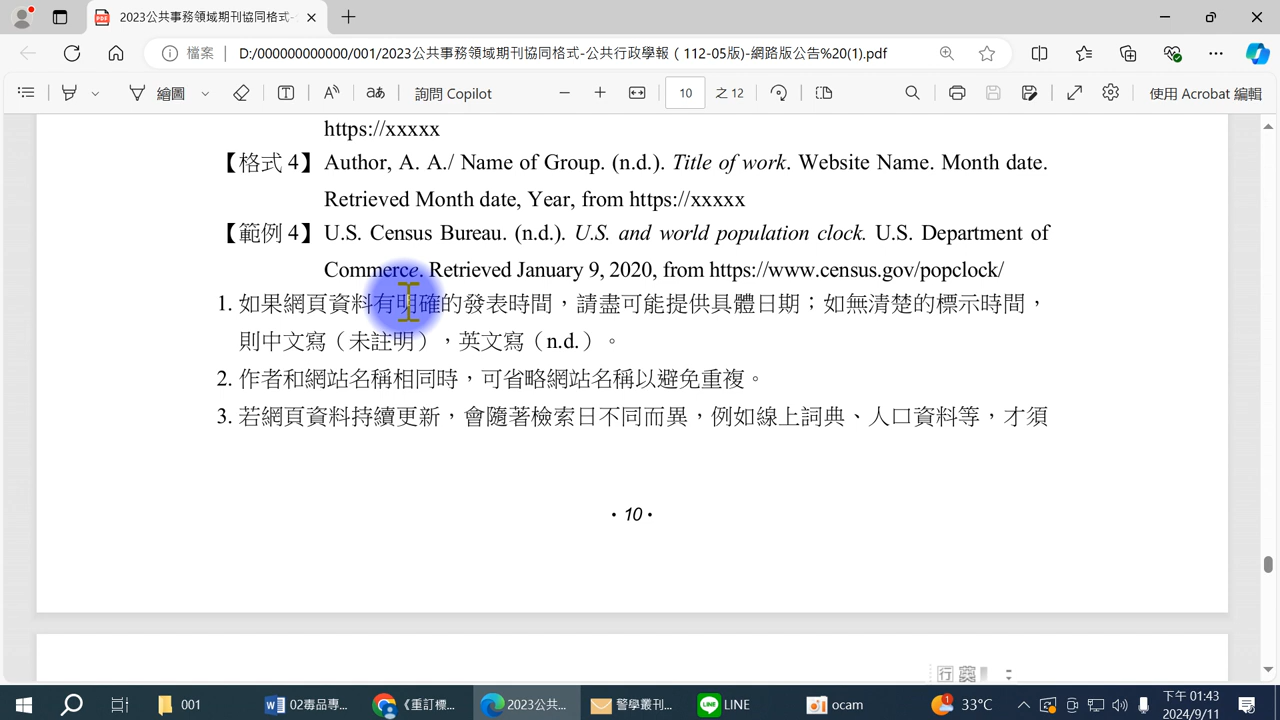 2023公共事務領域期刊協同格式-
檔案
D:/000000000000/001/2023公共事務領域期刊協同格式-公共行政學報（112-05版)-網路版公告%20(1).pdf
繪圖
aあ
詢問 Copilot
10
之 12
使用 Acrobat 編輯
https://xxxxx
【格式 4】Author, A. A./ Name of Group. (n.d.). Title of work. Website Name. Month date.
Retrieved Month date, Year, from https://xxxxx
【範例 4】U.S. Census Bureau. (n.d.). U.S. and world population clock. U.S. Department of
Commerce. Retrieved January 9, 2020, from https://www.census.gov/popclock/
1. 如果網頁資料有明確的發表時間，請盡可能提供具體日期；如無清楚的標示時間，
則中文寫（未註明），英文寫（n.d.）。
2. 作者和網站名稱相同時，可省略網站名稱以避免重複。
3. 若網頁資料持續更新，會隨著檢索日不同而異，例如線上詞典、人口資料等，才須
• 10 •
行 英
001
02毒品專...
《重訂欄...
2023公共...
警學叢刊...
LINE
ocam
1
33°C
下午 01:43
2024/9/11